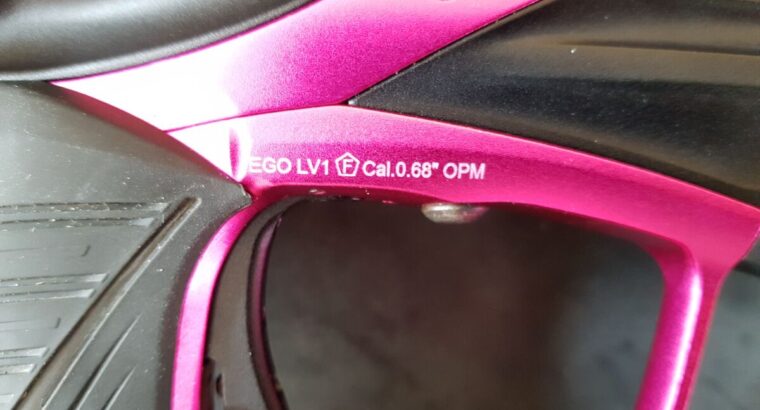 EGO LV1 F Cal.0.68" OPM